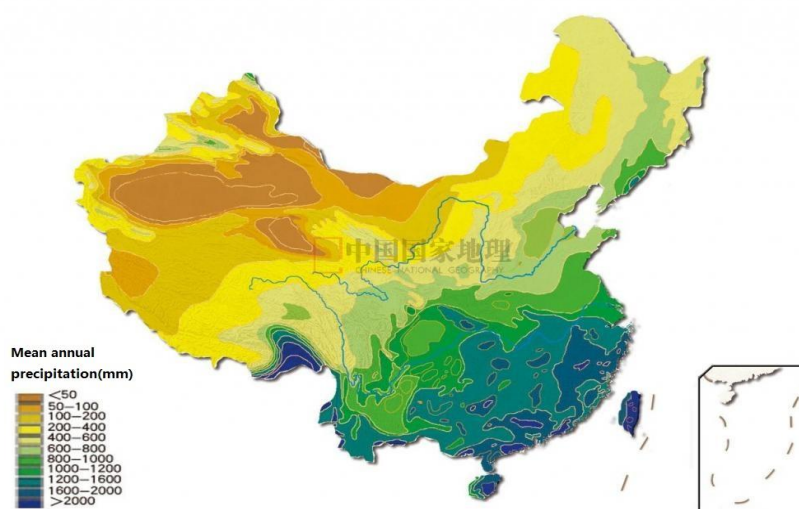 中国国家地理
CHINESE NATIONAL GEOGRAPHY
Mean annual
precipitation(mm)
<50
50—100
100—200
200—400
400—600
600—800
800—1000
1000—1200
1200—1600
1600—2000
>2000